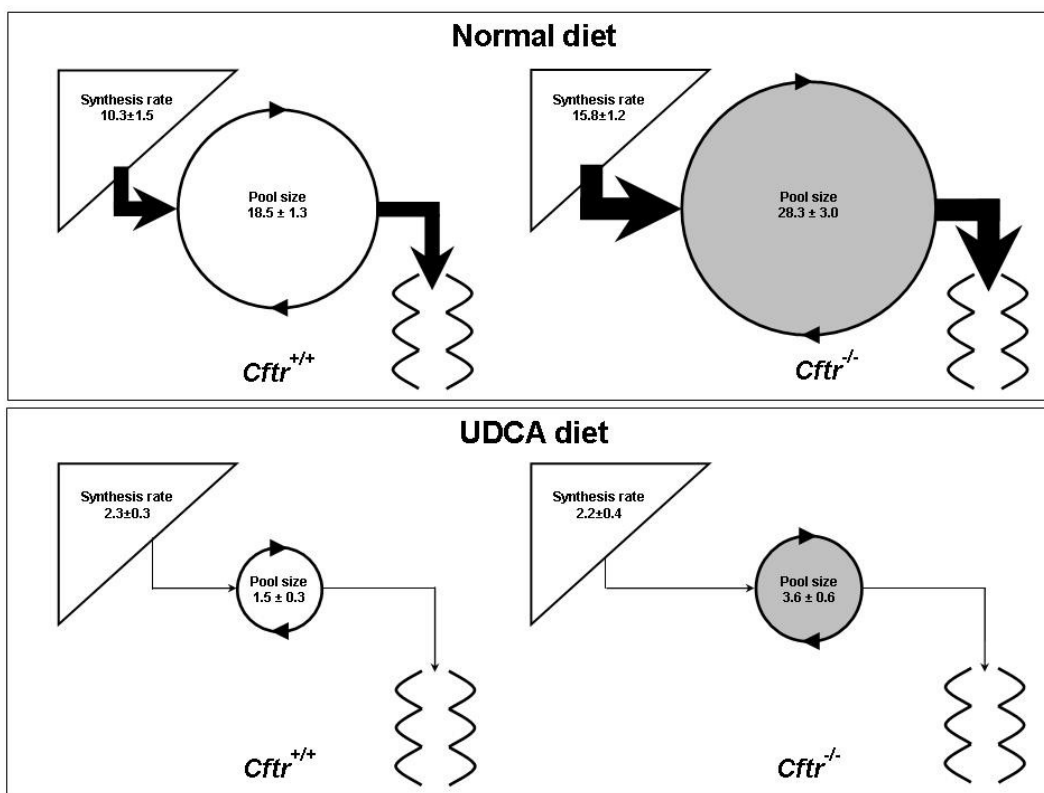 Normal diet
Synthesis rate
10.3±1.5
Pool size
18.5 ± 1.3
Cftr+/+
Synthesis rate
15.8±1.2
Pool size
28.3 ± 3.0
Cftr-/-
UDCA diet
Synthesis rate
2.3±0.3
Pool size
1.5 ± 0.3
Cftr+/+
Synthesis rate
2.2±0.4
Pool size
3.6 ± 0.6
Cftr-/-